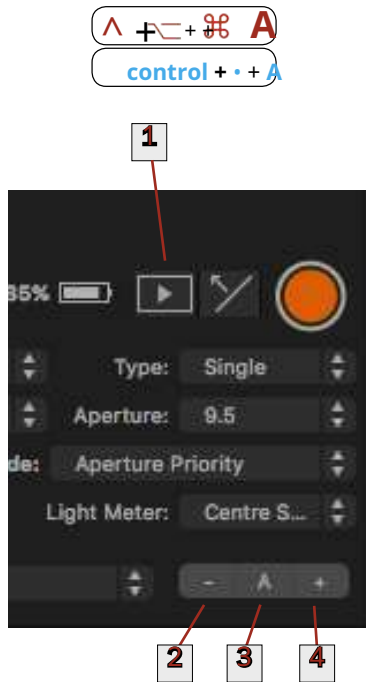 ^ + ⌥ + + ⌘ A
control + • + A
1
85%
Type: Single
Aperture: 9.5
de: Aperture Priority
Light Meter: Centre S...
- A +
2 3 4